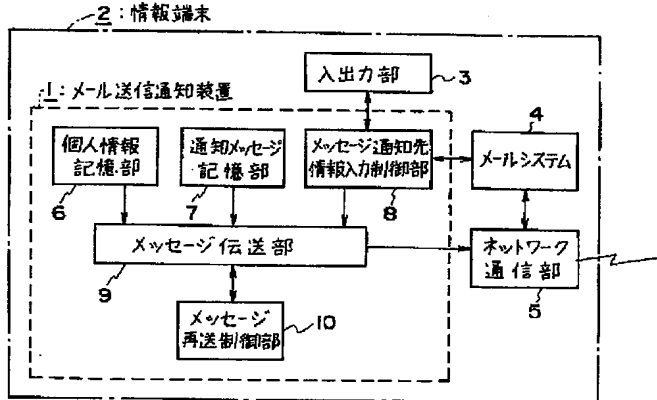 2：情報端末
1：メール送信通知装置
入出力部
3
4
個人情報
記憶部
6
通知メッセージ
記憶部
7
メッセージ通知先
情報入力制御部
8
メールシステム
メッセージ伝送部
9
ネットワーク
通信部
5
メッセージ
再送制御部
10